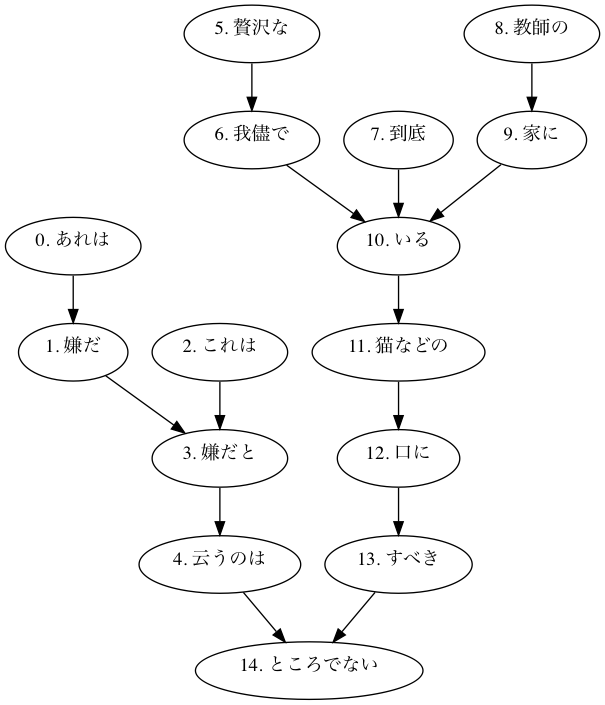 5. 贅沢な
8. 教師の
6. 我儘で
7. 到底
9. 家に
0. あれは
10. いる
1. 嫌だ
2. これは
11. 猫などの
3. 嫌だと
12. 口に
4. 云うのは
13. すべき
14. ところでない